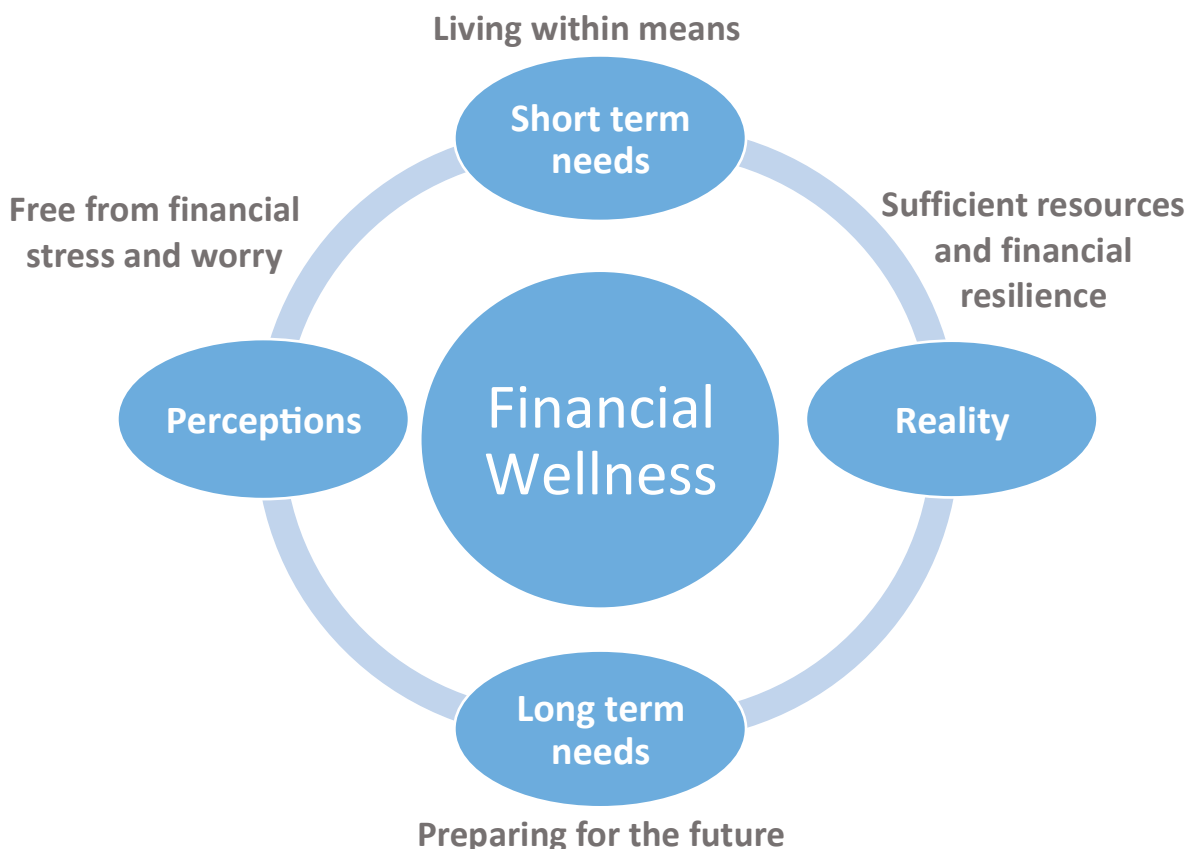 Living within means
Short term
needs
Free from financial
stress and worry
Sufficient resources
and financial
resilience
Perceptions
Financial
Wellness
Reality
Long term
needs
Preparing for the future